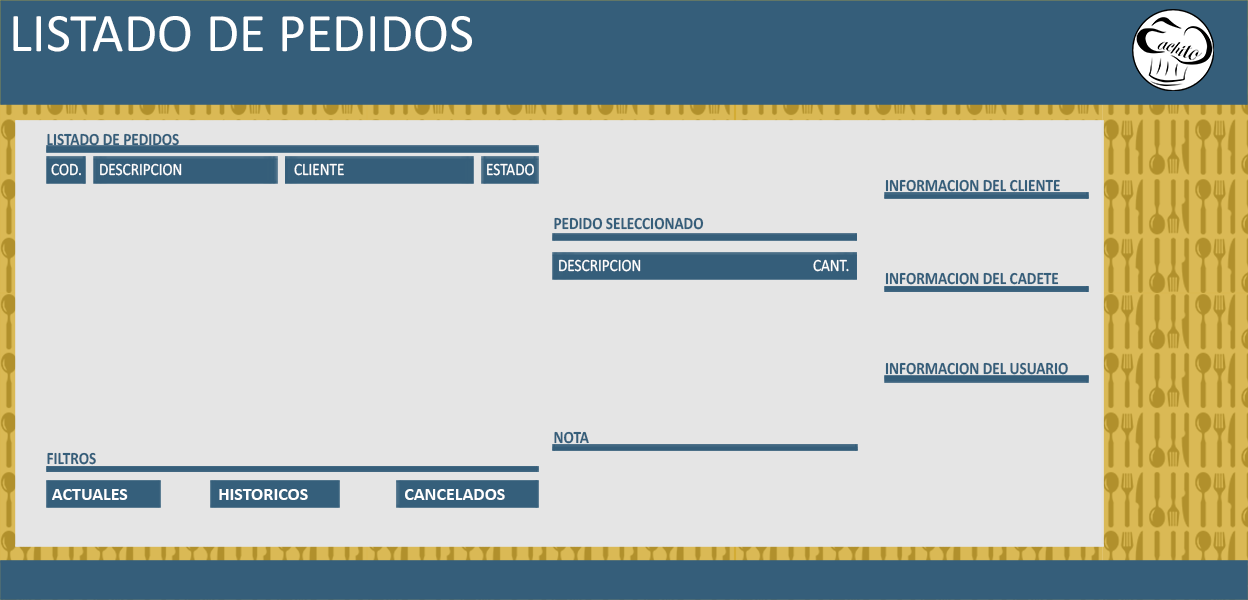 LISTADO DE PEDIDOS
Cachito
LISTADO DE PEDIDOS
COD. DESCRIPCION CLIENTE ESTADO
FILTROS
ACTUALES HISTORICOS CANCELADOS
PEDIDO SELECCIONADO
DESCRIPCION CANT.
NOTA
INFORMACION DEL CLIENTE
INFORMACION DEL CADETE
INFORMACION DEL USUARIO